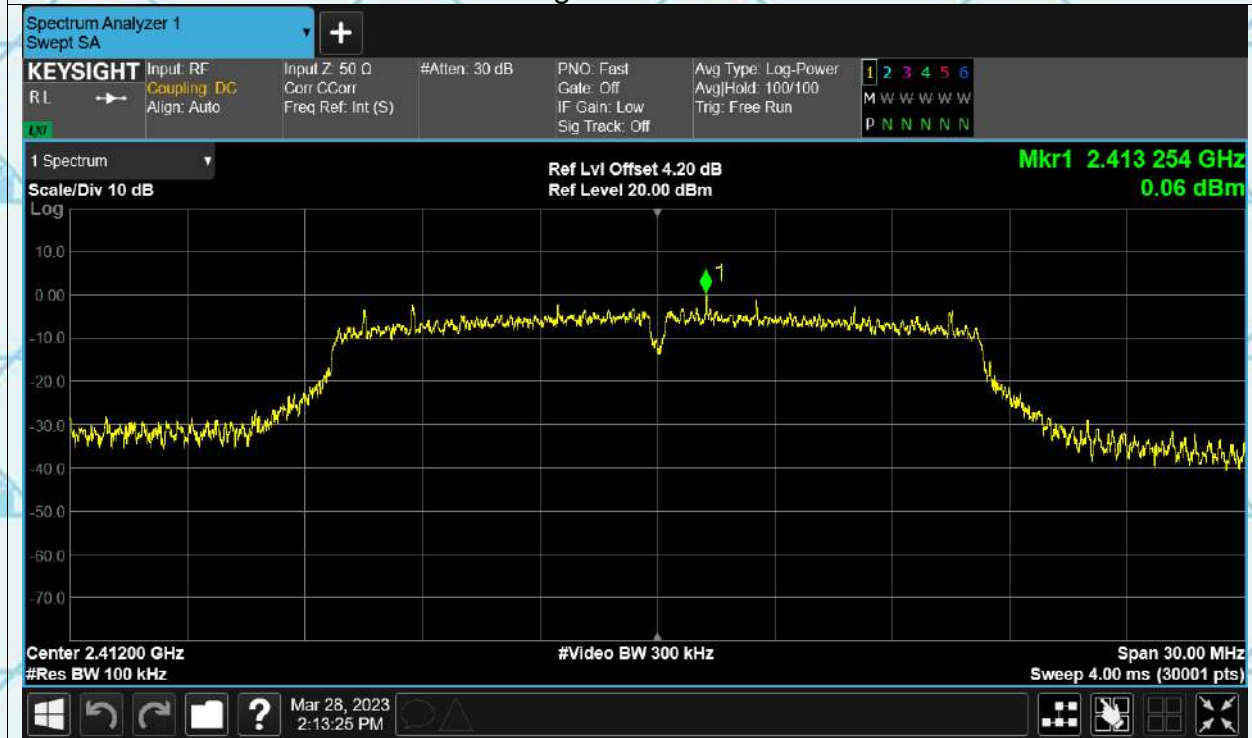 Spectrum Analyzer 1
Swept SA
+
KEYSIGHT
RL
LXI
Input: RF
Coupling: DC
Align: Auto
Input Z: 50 Ω
Corr CCorr
Freq Ref: Int (S)
#Atten: 30 dB
PNO: Fast
Gate: Off
IF Gain: Low
Sig Track: Off
Avg Type: Log-Power
Avg|Hold: 100/100
Trig: Free Run
1 2 3 4 5 6
M W W W W W
P N N N N N
1 Spectrum
Scale/Div 10 dB
Log
Ref Lvl Offset 4.20 dB
Ref Level 20.00 dBm
Mkr1 2.413 254 GHz
0.06 dBm
1
10.0
0.00
-10.0
-20.0
-30.0
-40.0
-50.0
-60.0
-70.0
Center 2.41200 GHz
#Res BW 100 kHz
#Video BW 300 kHz
Span 30.00 MHz
Sweep 4.00 ms (30001 pts)
?
Mar 28, 2023
2:13:25 PM